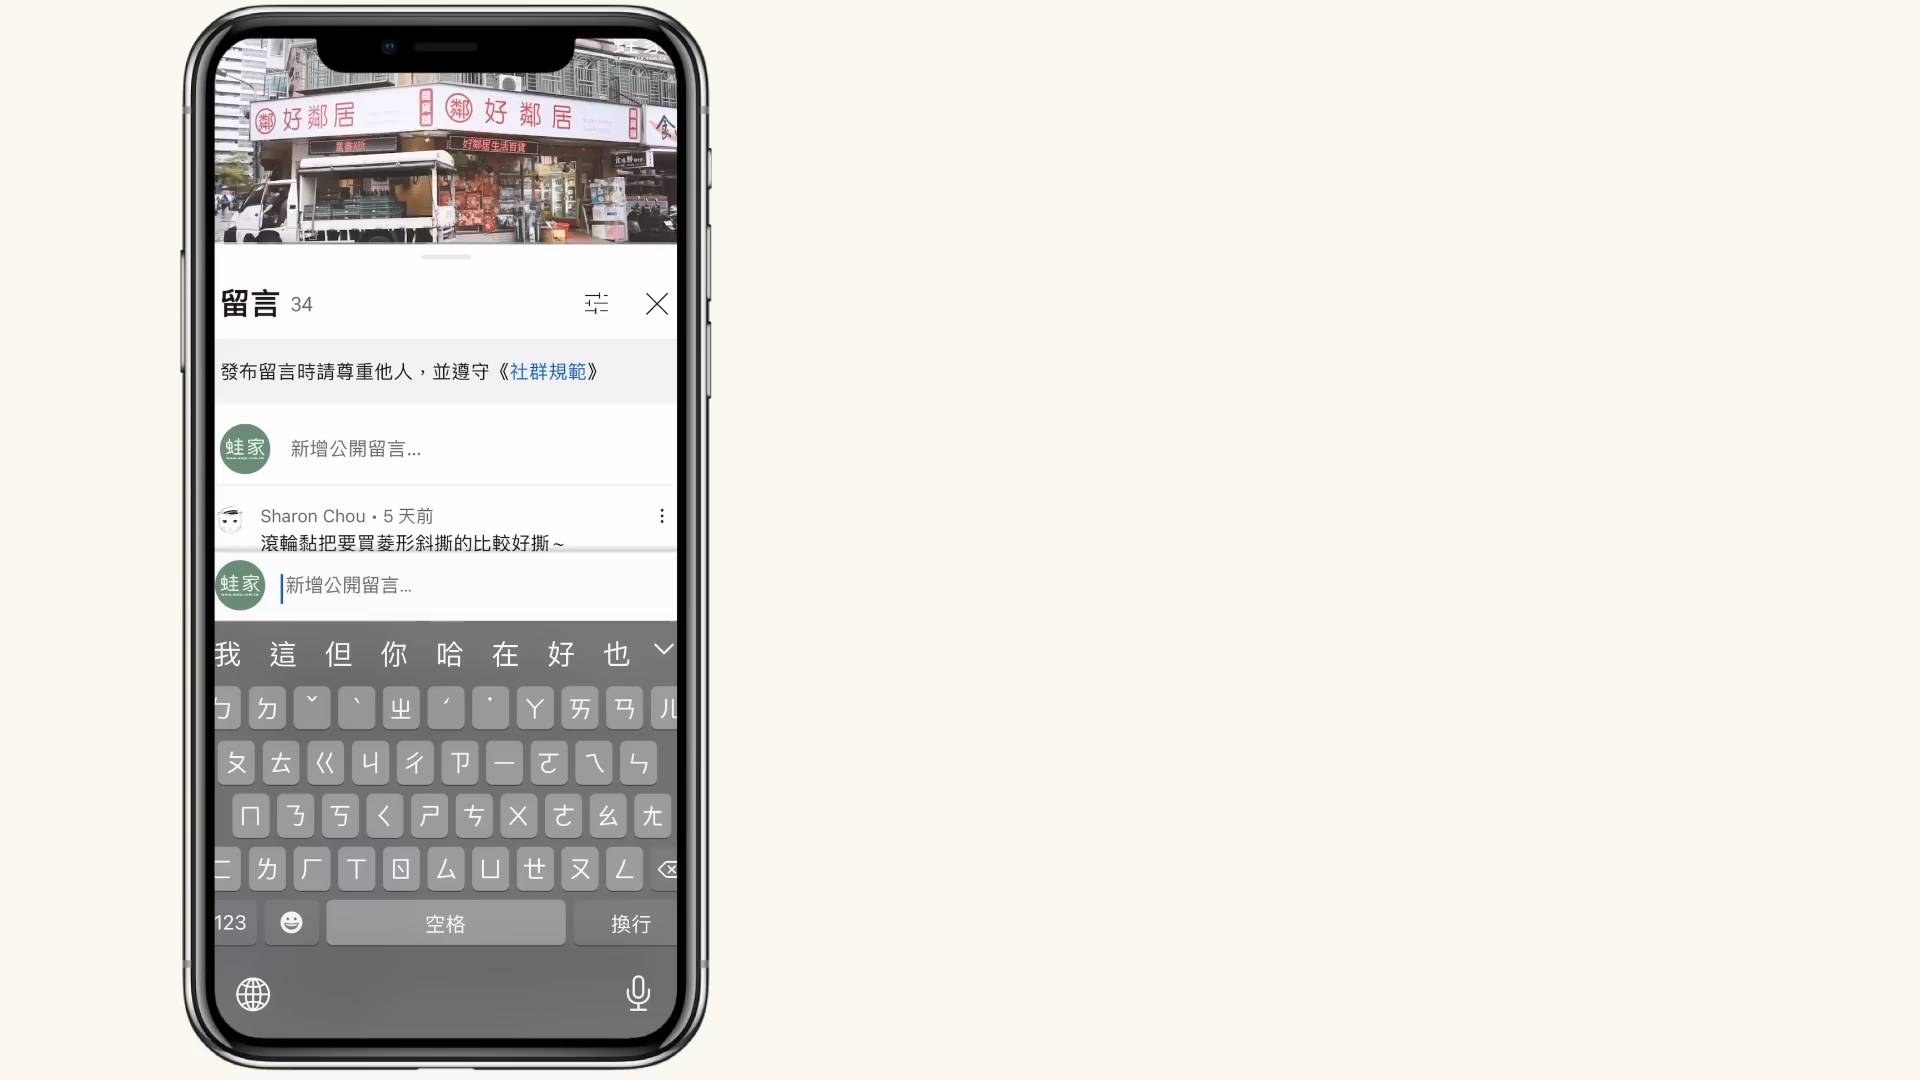 好鄰居
雜貨舖
鄰 好鄰居
好鄰居生活百貨
留言 34
發布留言時請尊重他人，並遵守《社群規範》
蛙家
新增公開留言...
Sharon Chou • 5 天前
滾輪黏把要買菱形斜撕的比較好撕~
蛙家
新增公開留言...
我 這 但 你 哈 在 好 也
ㄅ ㄉ ˇ ˋ ㄓ ˊ ˙ ㄚ ㄞ ㄢ ㄦ
ㄆ ㄊ ㄍ ㄐ ㄔ ㄗ ㄧ ㄛ ㄟ ㄣ
ㄇ ㄋ ㄎ ㄑ ㄕ ㄘ ㄨ ㄜ ㄠ ㄤ
ㄈ ㄌ ㄏ ㄒ ㄖ ㄙ ㄩ ㄝ ㄡ ㄥ
123 空格 換行